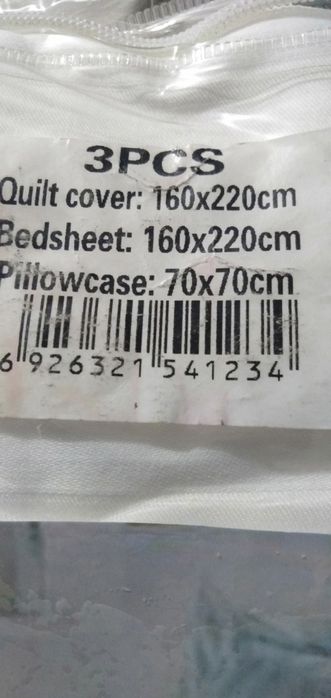 3PCS
Quilt cover: 160x220cm
Bedsheet: 160x220cm
Pillowcase: 70x70cm
6 926321 541234